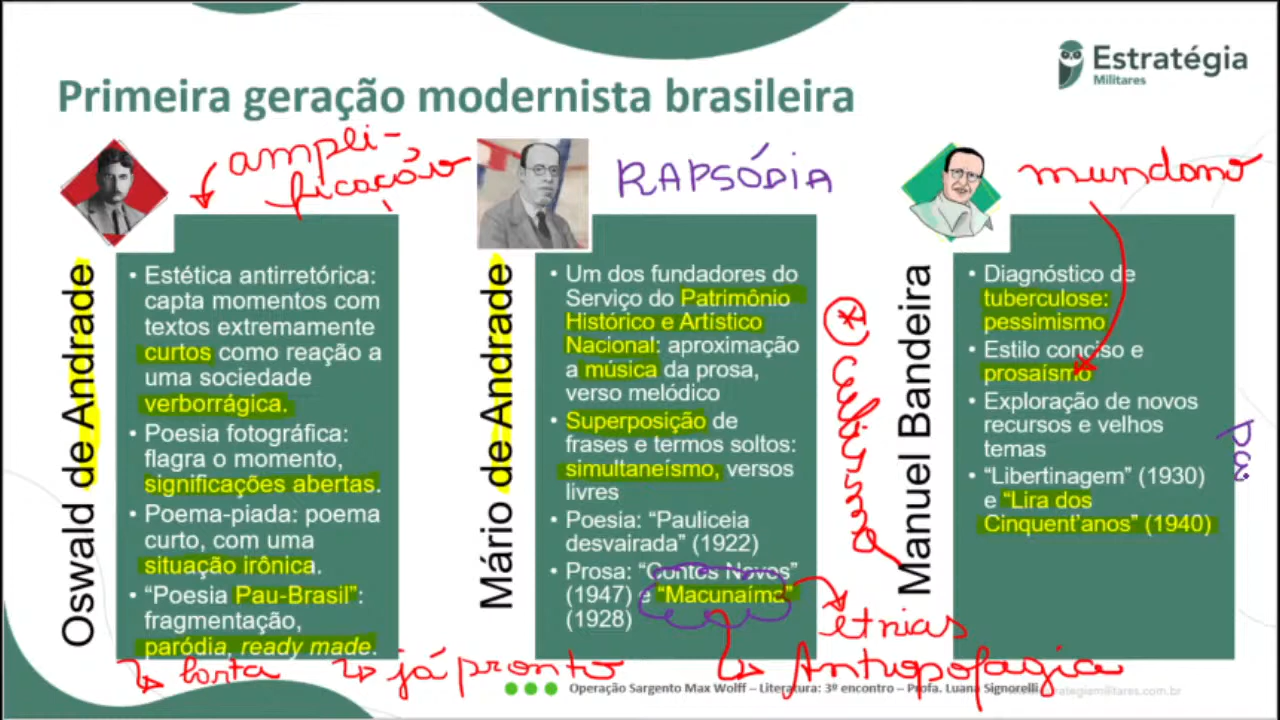 Estratégia
Militares
Primeira geração modernista brasileira
ampli-
ficação
RAPSÓDIA
mundano
Oswald de Andrade
• Estética antirretórica:
capta momentos com
textos extremamente
curtos como reação a
uma sociedade
verborrágica.
• Poesia fotográfica:
flagra o momento,
significações abertas.
• Poema-piada: poema
curto, com uma
situação irônica.
• “Poesia Pau-Brasil”:
fragmentação,
paródia, ready made.
já pronto
Mário de Andrade
• Um dos fundadores do
Serviço do Patrimônio
Histórico e Artístico
Nacional: aproximação
a música da prosa,
verso melódico
• Superposição de
frases e termos soltos:
simultaneísmo, versos
livres
• Poesia: “Pauliceia
desvairada” (1922)
• Prosa: “Contos Novos”
(1947) e “Macunaíma”
(1928)
etnias
Antropofagia
Manuel Bandeira
• Diagnóstico de
tuberculose:
pessimismo
• Estilo conciso e
prosaísmo
• Exploração de novos
recursos e velhos
temas
• “Libertinagem” (1930)
e “Lira dos
Cinquent’anos” (1940)
Operação Sargento Max Wolff – Literatura: 3º encontro – Profa. Luana Signorelli